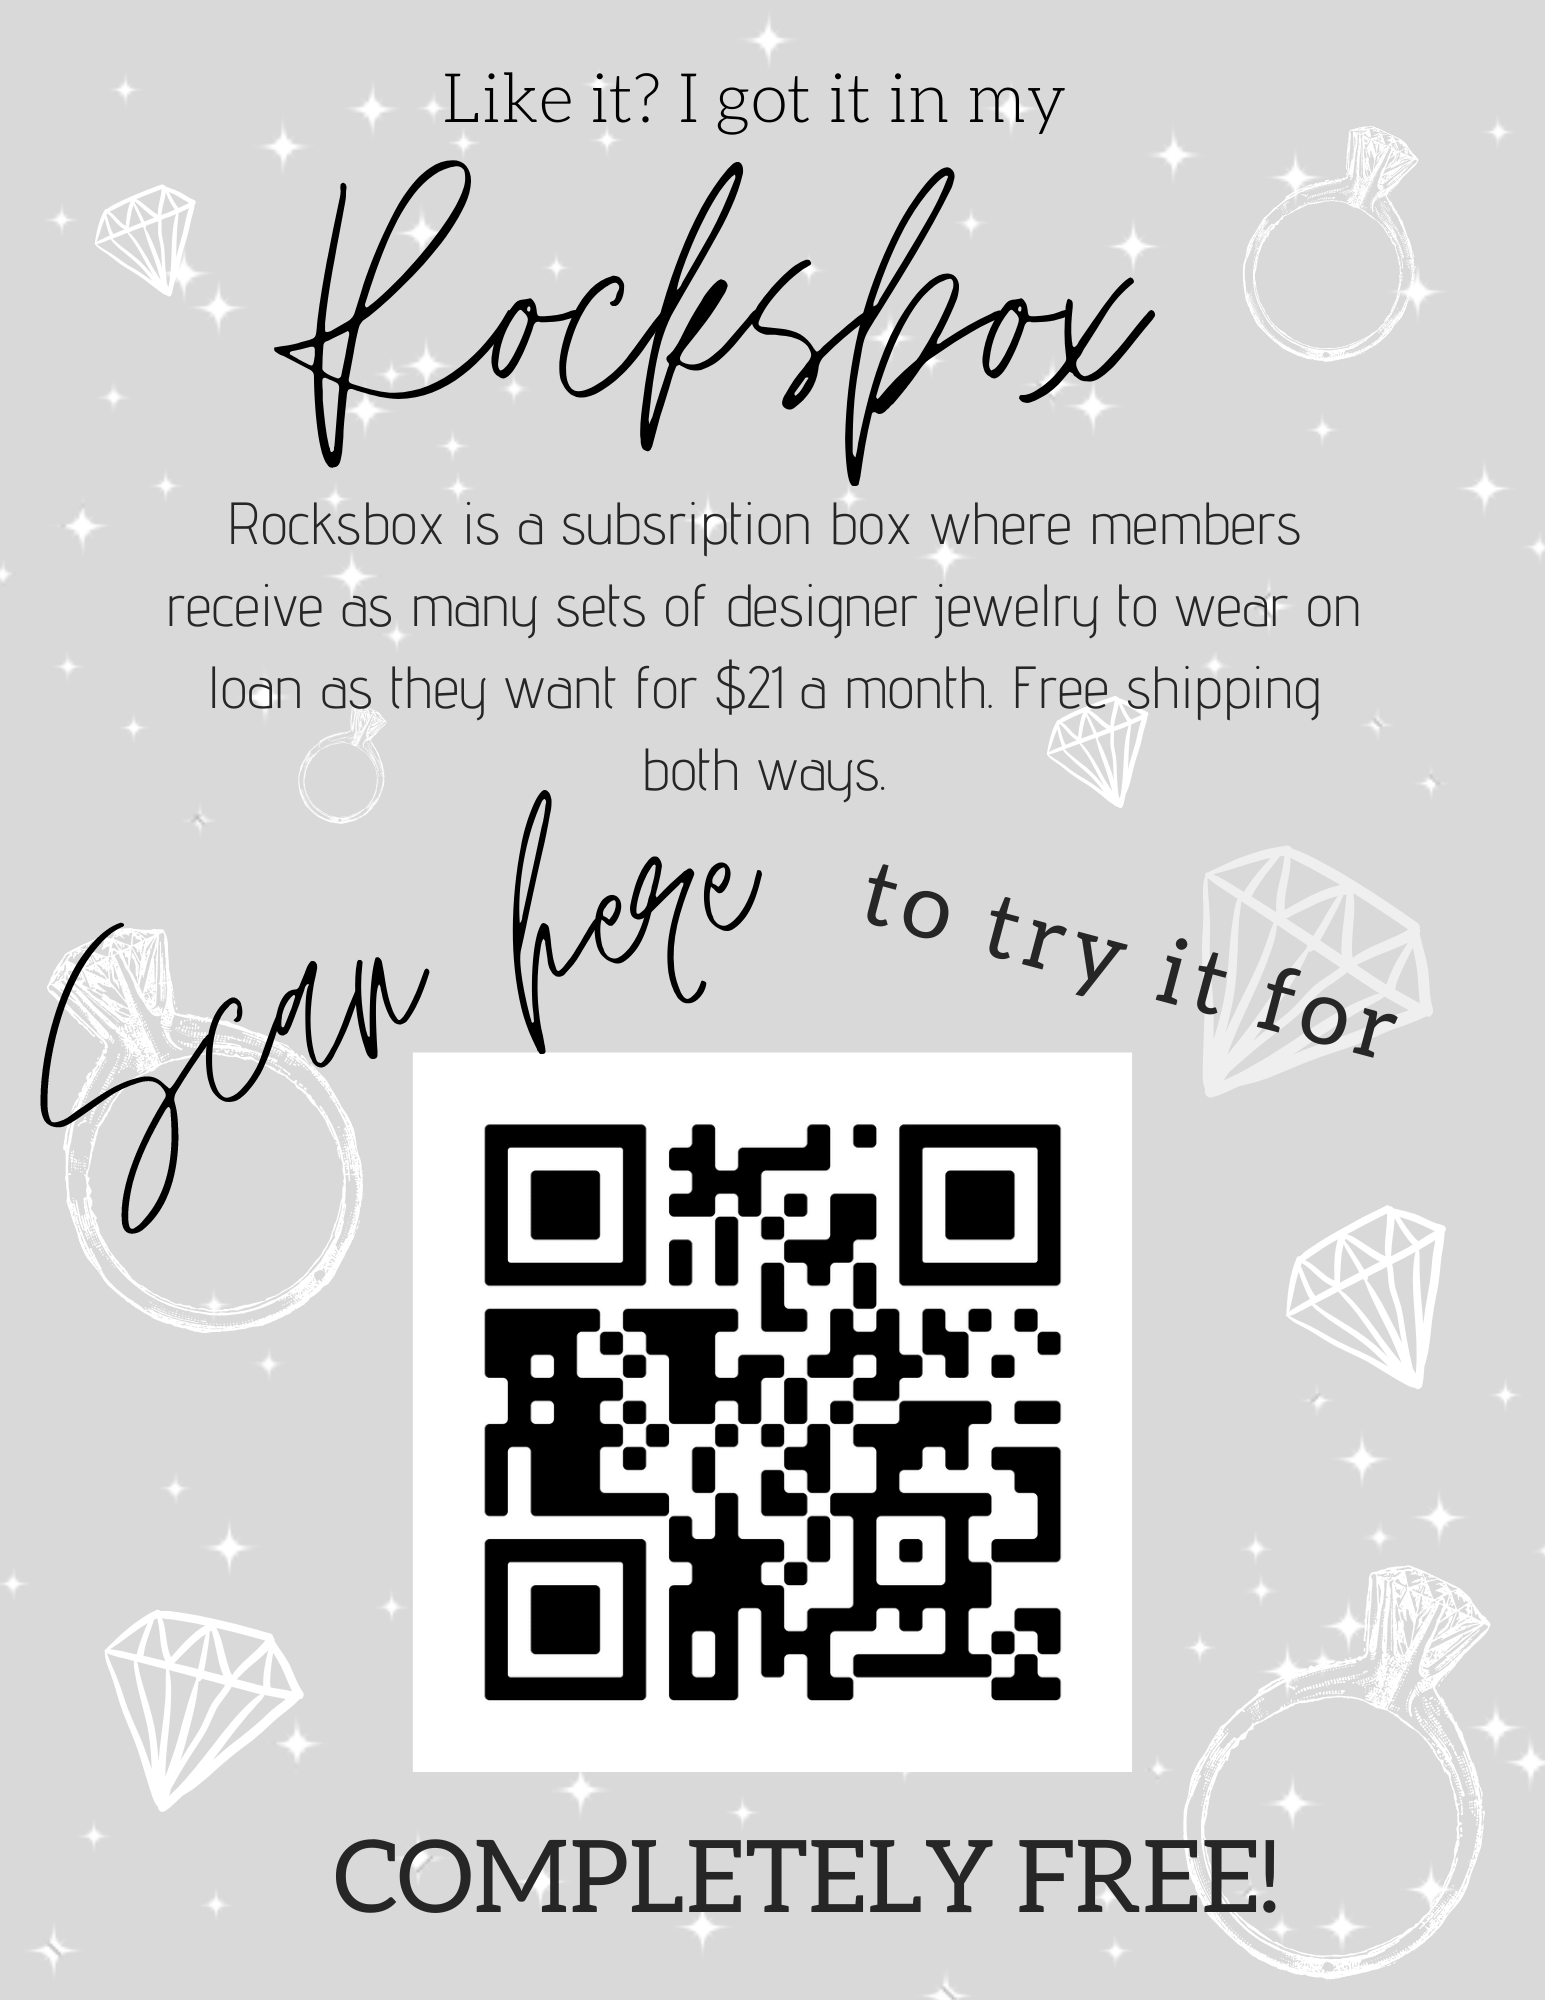 Like it? I got it in my
Rocksbox
Rocksbox is a subsription box where members
receive as many sets of designer jewelry to wear on
loan as they want for $21 a month. Free shipping
both ways.
Scan here to try it for
COMPLETELY FREE!